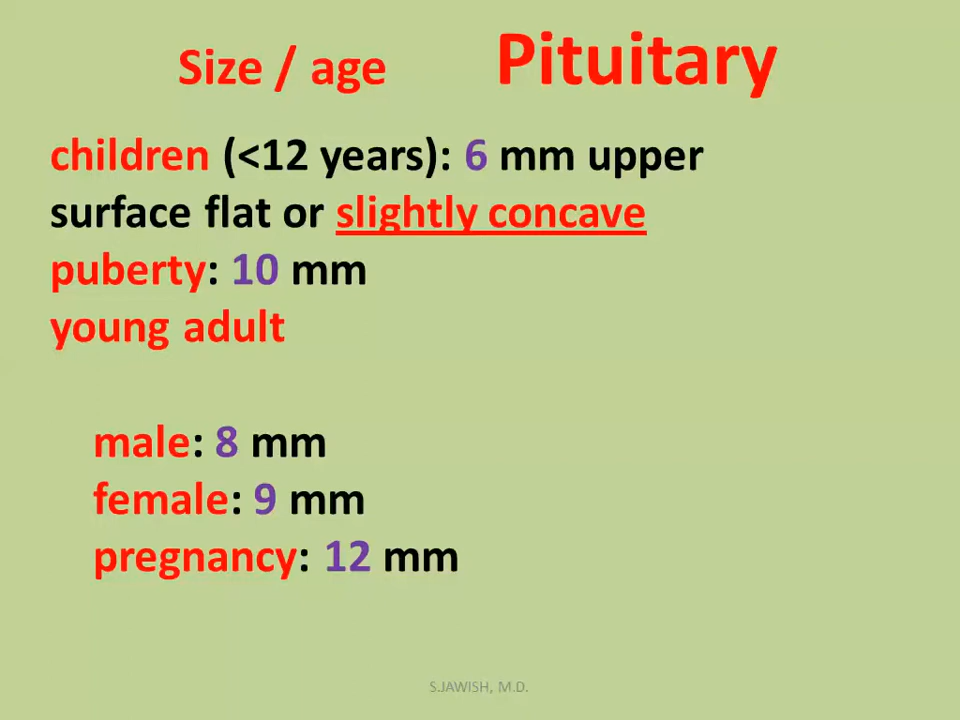 Size / age Pituitary
children (<12 years): 6 mm upper
surface flat or slightly concave
puberty: 10 mm
young adult
male: 8 mm
female: 9 mm
pregnancy: 12 mm
S.JAWISH, M.D.